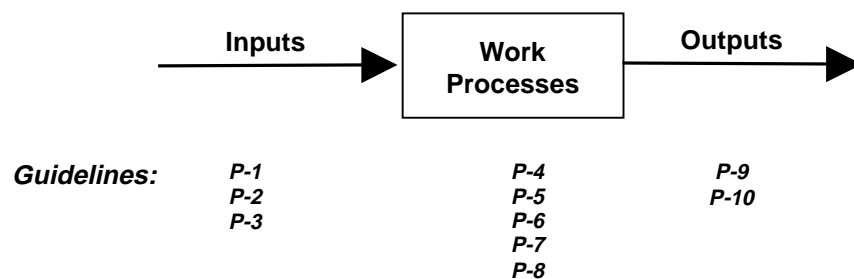 Inputs
Work
Processes
Outputs
Guidelines:
P-1
P-2
P-3
P-4
P-5
P-6
P-7
P-8
P-9
P-10